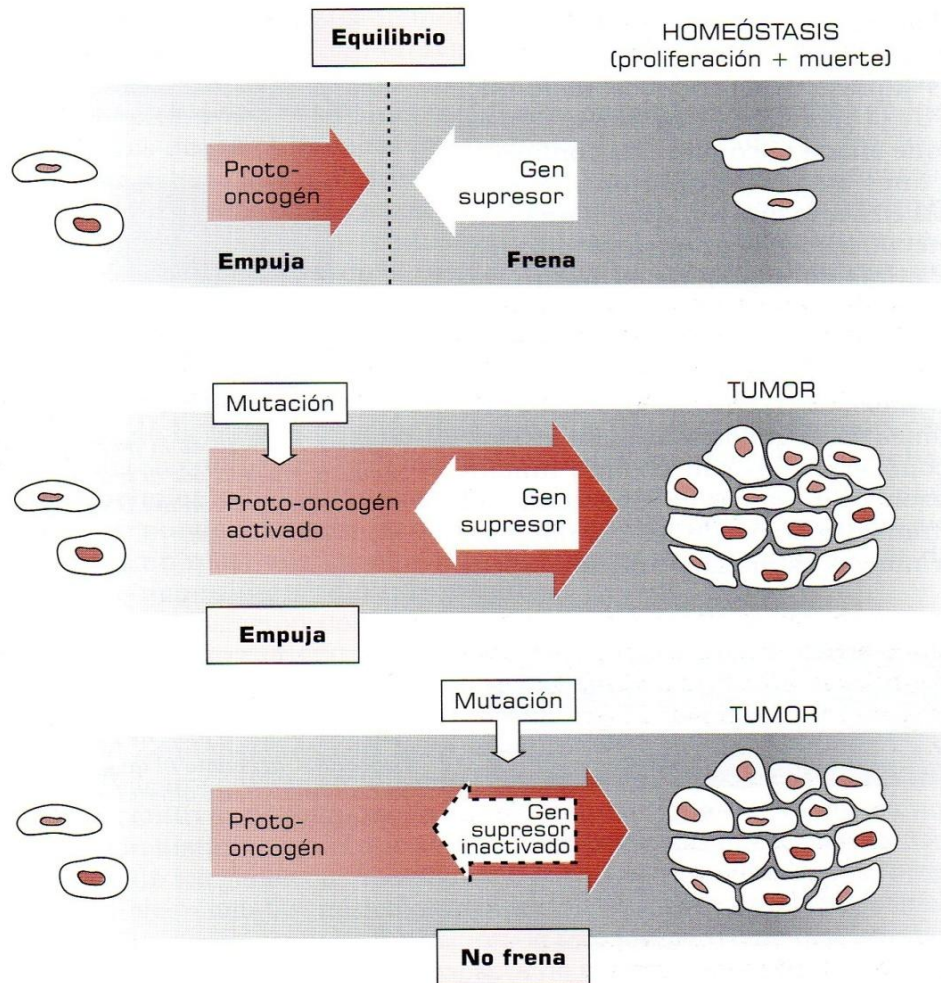 Equilibrio
HOMEÓSTASIS
(proliferación + muerte)
Proto-
oncogén
Gen
supresor
Empuja
Frena
Mutación
TUMOR
Proto-oncogén
activado
Gen
supresor
Empuja
Mutación
TUMOR
Proto-
oncogén
Gen
supresor
inactivado
No frena